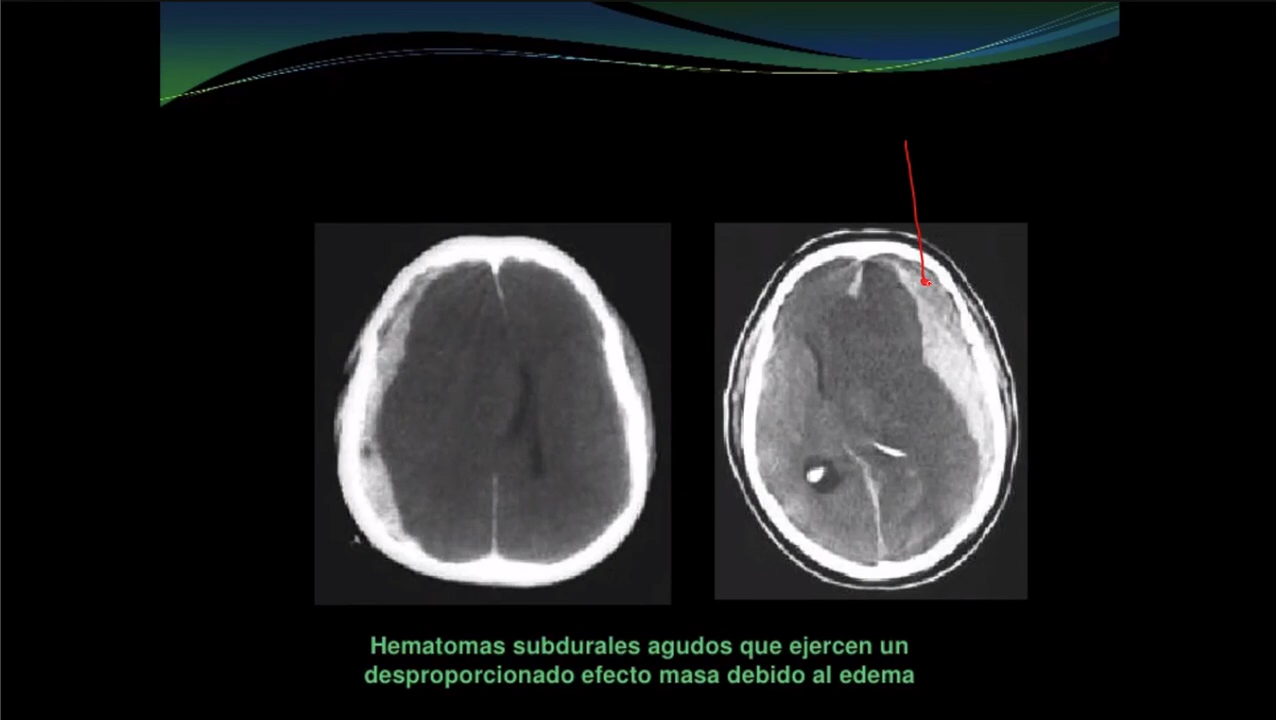 Hematomas subdurales agudos que ejercen un
desproporcionado efecto masa debido al edema